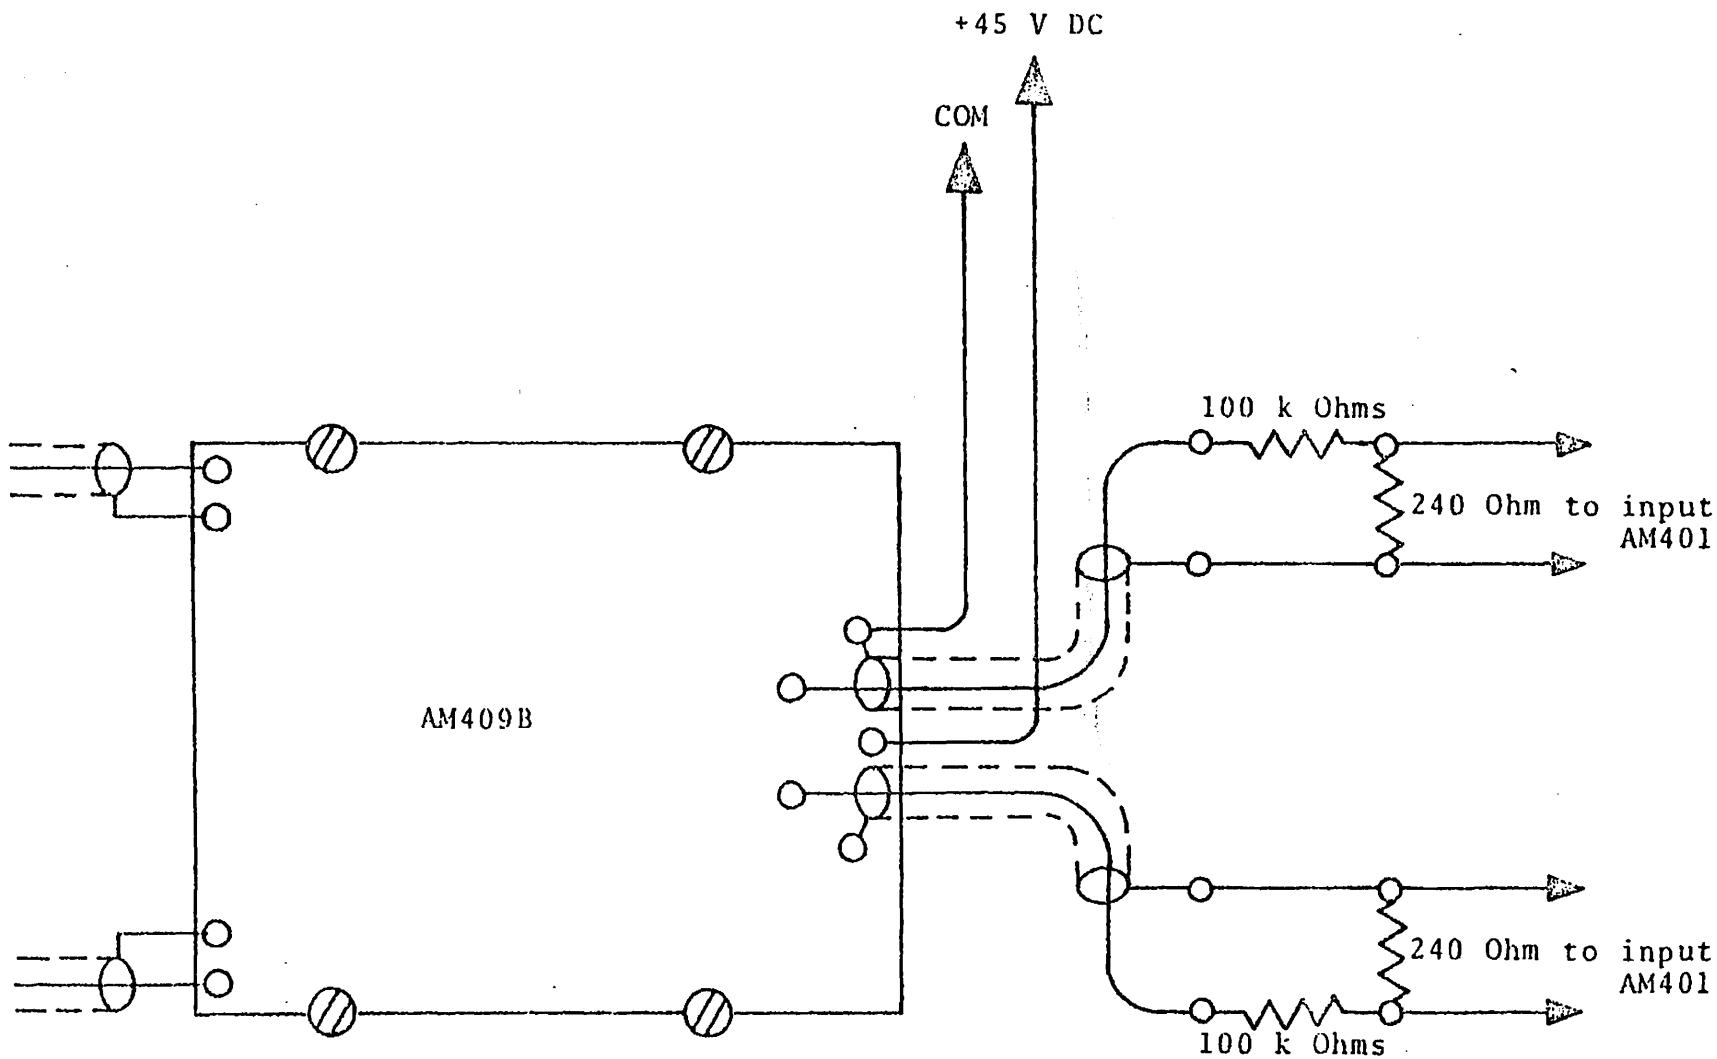 +45 V DC
COM
100 k Ohms
240 Ohm to input
AM401
AM409B
240 Ohm to input
AM401
100 k Ohms